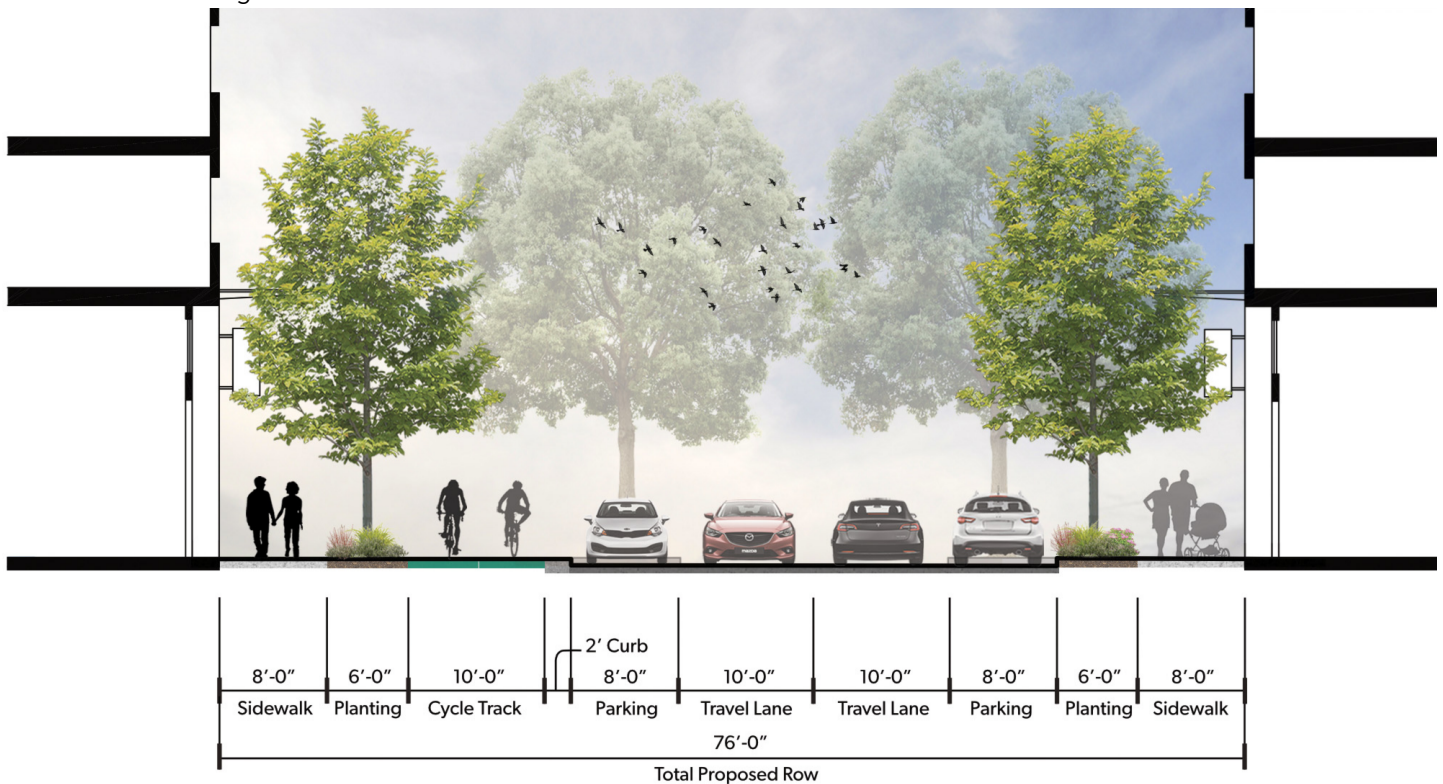 2’ Curb
8’-0” 6’-0” 10’-0” 8’-0” 10’-0” 10’-0” 8’-0” 6’-0” 8’-0”
Sidewalk Planting Cycle Track Parking Travel Lane Travel Lane Parking Planting Sidewalk
76’-0”
Total Proposed Row